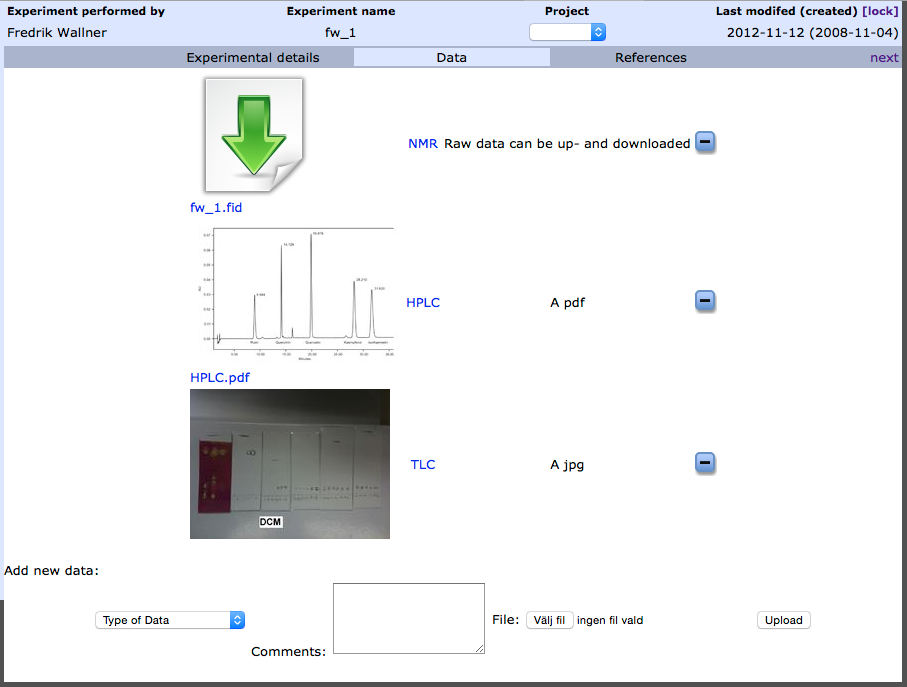 Experiment performed by Experiment name Project Last modifed (created) [lock]
Fredrik Wallner fw_1 2012-11-12 (2008-11-04)
Experimental details Data References next
NMR Raw data can be up- and downloaded
fw_1.fid
HPLC A pdf
Minutes
HPLC.pdf
TLC A jpg
DCM
Add new data:
Type of Data File: Välj fil ingen fil vald Upload
Comments: